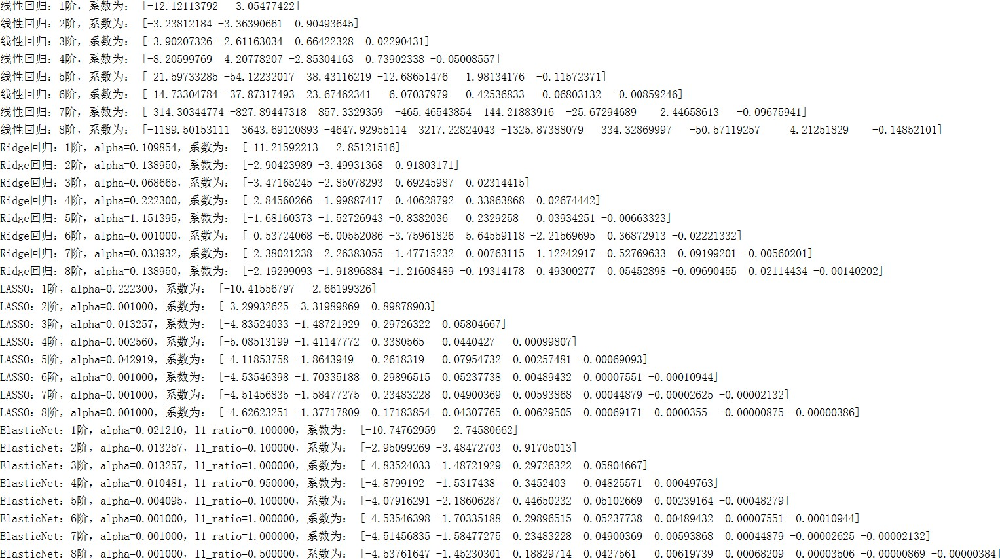 线性回归：1阶，系数为： [-12.12113792   3.05477422]
线性回归：2阶，系数为： [-3.23812184 -3.36390661  0.90493645]
线性回归：3阶，系数为： [-3.90207326 -2.61163034  0.66422328  0.02290431]
线性回归：4阶，系数为： [-8.20599769  4.20778207 -2.85304163  0.73902338 -0.05008557]
线性回归：5阶，系数为： [ 21.59733285 -54.12232017  38.43116219 -12.68651476   1.98134176  -0.11572371]
线性回归：6阶，系数为： [ 14.73304784 -37.87317493  23.67462341  -6.07037979   0.42536833   0.06803132  -0.00859246]
线性回归：7阶，系数为： [ 314.30344774 -827.89447318  857.3329359  -465.46543854  144.21883916  -25.67294689    2.44658613   -0.09675941]
线性回归：8阶，系数为： [-1189.50153111  3643.69120893 -4647.92955114  3217.22824043 -1325.87388079   334.32869997   -50.57119257     4.21251829    -0.14852101]
Ridge回归：1阶，alpha=0.109854，系数为： [-11.21592213   2.85121516]
Ridge回归：2阶，alpha=0.138950，系数为： [-2.90423989 -3.49931368  0.91803171]
Ridge回归：3阶，alpha=0.068665，系数为： [-3.47165245 -2.85078293  0.69245987  0.02314415]
Ridge回归：4阶，alpha=0.222300，系数为： [-2.84560266 -1.99887417 -0.40628792  0.33863868 -0.02674442]
Ridge回归：5阶，alpha=1.151395，系数为： [-1.68160373 -1.52726943 -0.8382036   0.2329258   0.03934251 -0.00663323]
Ridge回归：6阶，alpha=0.001000，系数为： [ 0.53724068 -6.00552086 -3.75961826  5.64559118 -2.21569695  0.36872913 -0.02221332]
Ridge回归：7阶，alpha=0.033932，系数为： [-2.38021238 -2.26383055 -1.47715232  0.00763115  1.12242917 -0.52769633  0.09199201 -0.00560201]
Ridge回归：8阶，alpha=0.138950，系数为： [-2.19299093 -1.91896884 -1.21608489 -0.19314178  0.49300277  0.05452898 -0.09690455  0.02114434 -0.00140202]
LASSO：1阶，alpha=0.222300，系数为： [-10.41556797   2.66199326]
LASSO：2阶，alpha=0.001000，系数为： [-3.29932625 -3.31989869  0.89878903]
LASSO：3阶，alpha=0.013257，系数为： [-4.83524033 -1.48721929  0.29726322  0.05804667]
LASSO：4阶，alpha=0.002560，系数为： [-5.08513199 -1.41147772  0.3380565   0.0440427   0.00099807]
LASSO：5阶，alpha=0.042919，系数为： [-4.11853758 -1.8643949   0.2618319   0.07954732  0.00257481 -0.00069093]
LASSO：6阶，alpha=0.001000，系数为： [-4.53546398 -1.70335188  0.29896515  0.05237738  0.00489432  0.00007551 -0.00010944]
LASSO：7阶，alpha=0.001000，系数为： [-4.51456835 -1.58477275  0.23483228  0.04900369  0.00593868  0.00044879 -0.00002625 -0.00002132]
LASSO：8阶，alpha=0.001000，系数为： [-4.62623251 -1.37717809  0.17183854  0.04307765  0.00629505  0.00069171  0.0000355  -0.00000875 -0.00000386]
ElasticNet：1阶，alpha=0.021210，l1_ratio=0.100000，系数为： [-10.74762959   2.74580662]
ElasticNet：2阶，alpha=0.013257，l1_ratio=0.100000，系数为： [-2.95099269 -3.48472703  0.91705013]
ElasticNet：3阶，alpha=0.013257，l1_ratio=1.000000，系数为： [-4.83524033 -1.48721929  0.29726322  0.05804667]
ElasticNet：4阶，alpha=0.010481，l1_ratio=0.950000，系数为： [-4.8799192  -1.5317438   0.3452403   0.04825571  0.00049763]
ElasticNet：5阶，alpha=0.004095，l1_ratio=0.100000，系数为： [-4.07916291 -2.18606287  0.44650232  0.05102669  0.00239164 -0.00048279]
ElasticNet：6阶，alpha=0.001000，l1_ratio=1.000000，系数为： [-4.53546398 -1.70335188  0.29896515  0.05237738  0.00489432  0.00007551 -0.00010944]
ElasticNet：7阶，alpha=0.001000，l1_ratio=1.000000，系数为： [-4.51456835 -1.58477275  0.23483228  0.04900369  0.00593868  0.00044879 -0.00002625 -0.00002132]
ElasticNet：8阶，alpha=0.001000，l1_ratio=0.500000，系数为： [-4.53761647 -1.45230301  0.18829714  0.0427561   0.00619739  0.00068209  0.00003506 -0.00000869 -0.00000384]